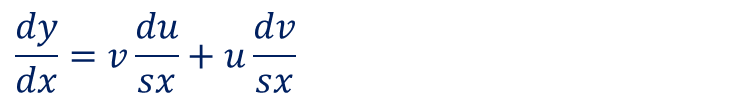 dy/dx = v du/sx + u dv/sx